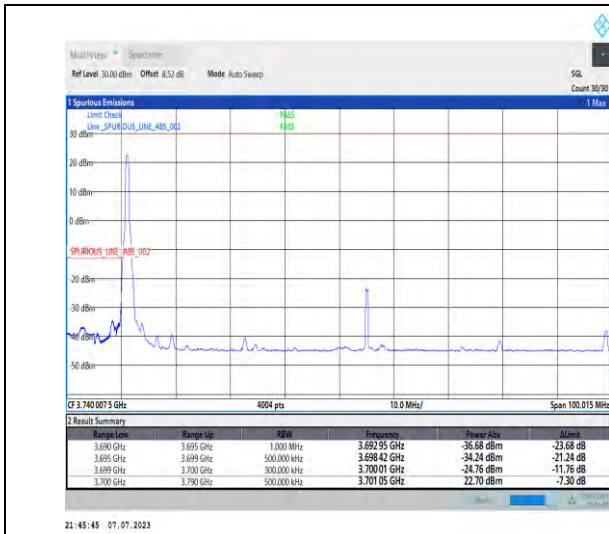 MultiView Spectrum
Ref Level 30.00 dBm Offset 8.52 dB Mode Auto Sweep
SGL
Count 30/30
1 Spurious Emissions 1 Max
Limit Check PASS
Line _SPURIOUS_LINE_ABS_002 PASS
30 dBm
20 dBm
10 dBm
0 dBm
SPURIOUS_LINE_ABS_002
-20 dBm
-30 dBm
-40 dBm
-50 dBm
CF 3.740 007 5 GHz 4004 pts 10.0 MHz/ Span 100.015 MHz
2 Result Summary
Range Low Range Up RBW Frequency Power Abs ΔLimit
3.690 GHz 3.695 GHz 1.000 MHz 3.692 95 GHz -36.68 dBm -23.68 dB
3.695 GHz 3.699 GHz 500.000 kHz 3.698 42 GHz -34.24 dBm -21.24 dB
3.699 GHz 3.700 GHz 300.000 kHz 3.700 01 GHz -24.76 dBm -11.76 dB
3.700 GHz 3.790 GHz 500.000 kHz 3.701 05 GHz 22.70 dBm -7.30 dB
21:45:45 07.07.2023